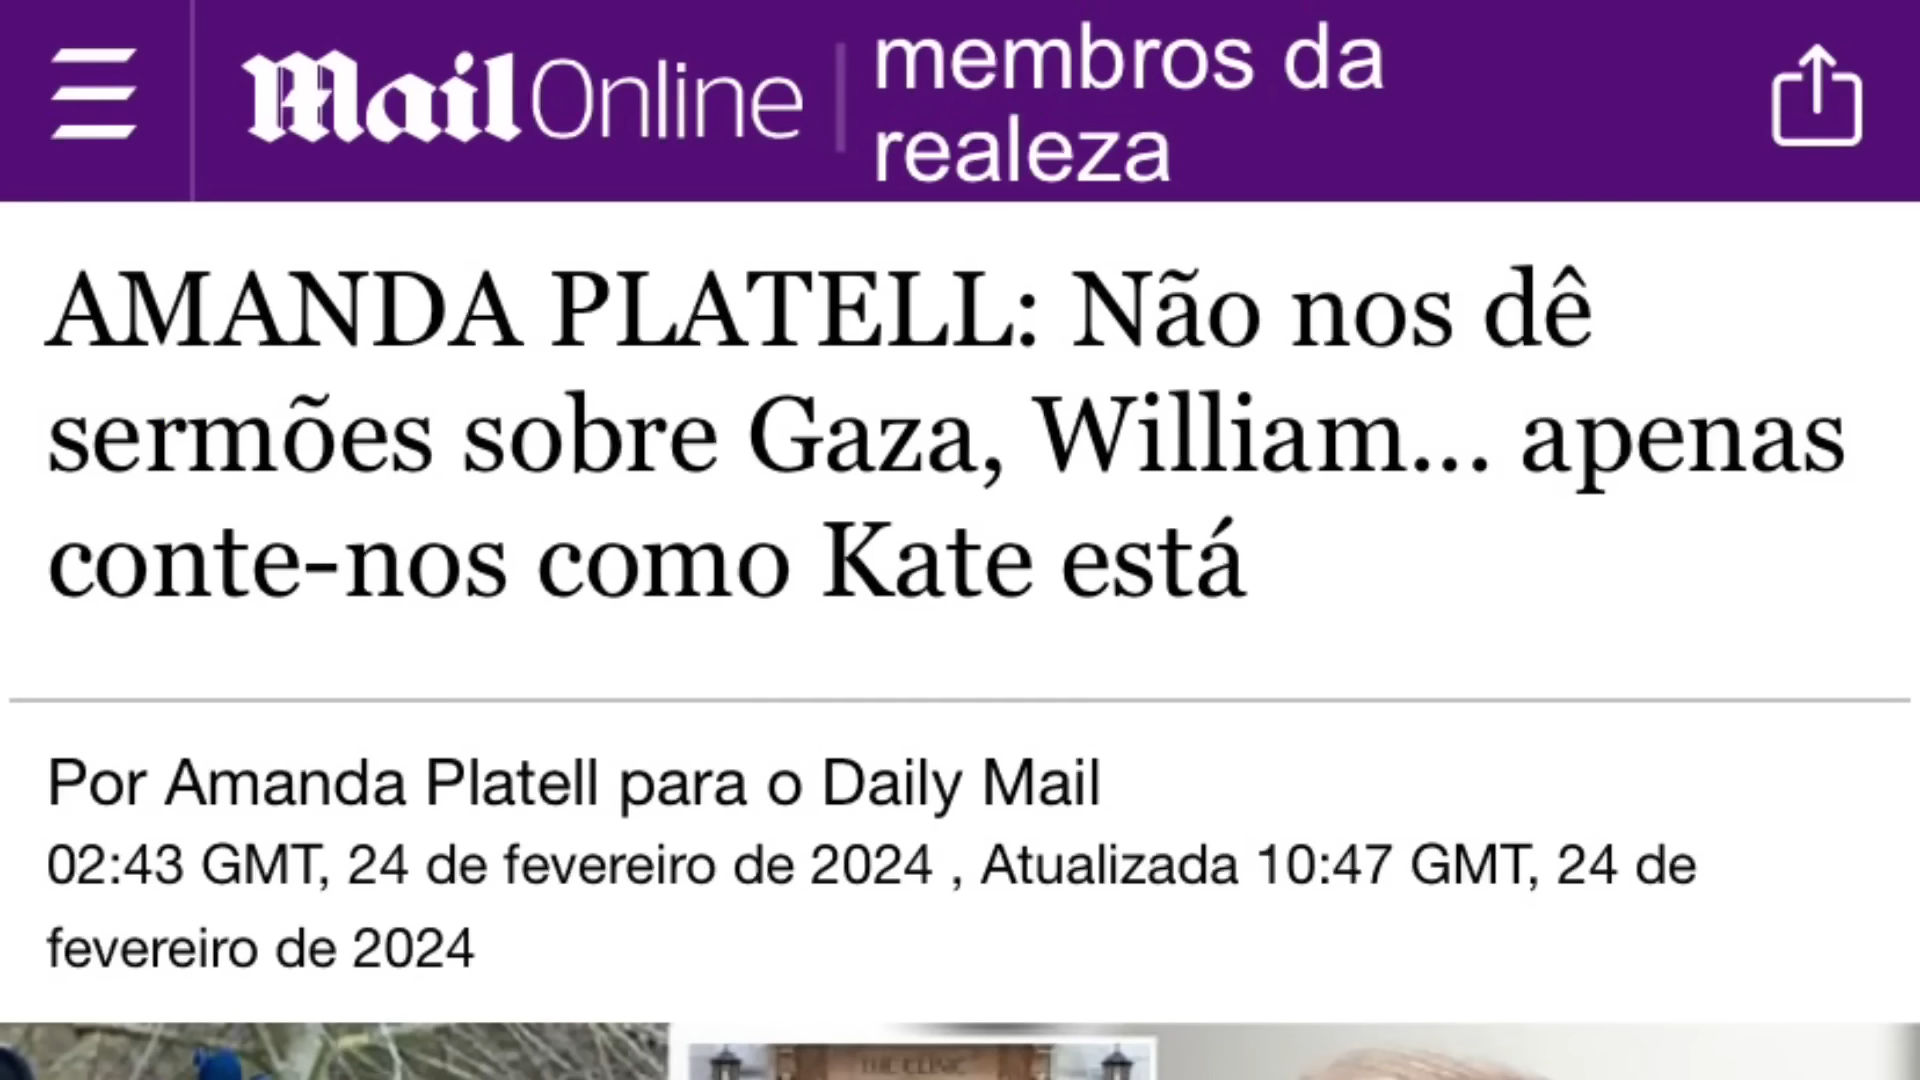 Mail Online
membros da
realeza
AMANDA PLATELL: Não nos dê
sermões sobre Gaza, William... apenas
conte-nos como Kate está
Por Amanda Platell para o Daily Mail
02:43 GMT, 24 de fevereiro de 2024 , Atualizada 10:47 GMT, 24 de
fevereiro de 2024
THE CLINIC